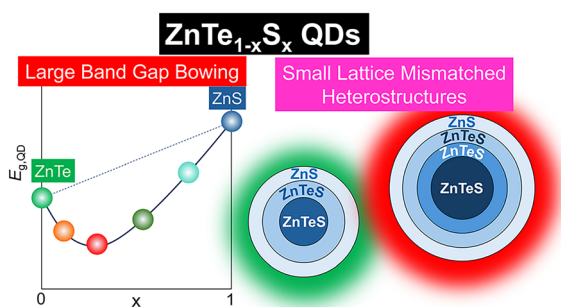 ZnTe1-xSx QDs
Large Band Gap Bowing
Small Lattice Mismatched
Heterostructures
Eg,QD
ZnTe
ZnS
0
x
1
ZnS
ZnTeS
ZnTeS
ZnS
ZnTeS
ZnTeS
ZnTeS